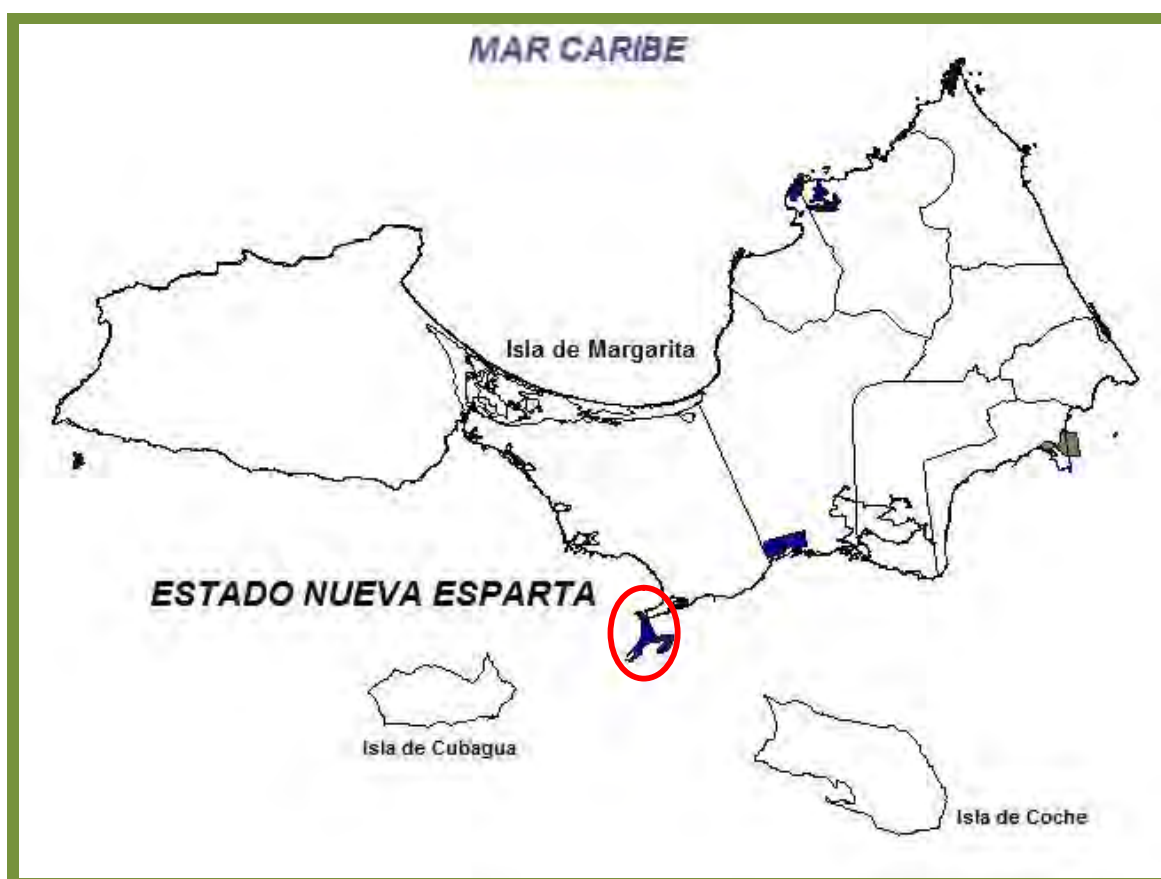 MAR CARIBE
Isla de Margarita
ESTADO NUEVA ESPARTA
Isla de Cubagua
Isla de Coche